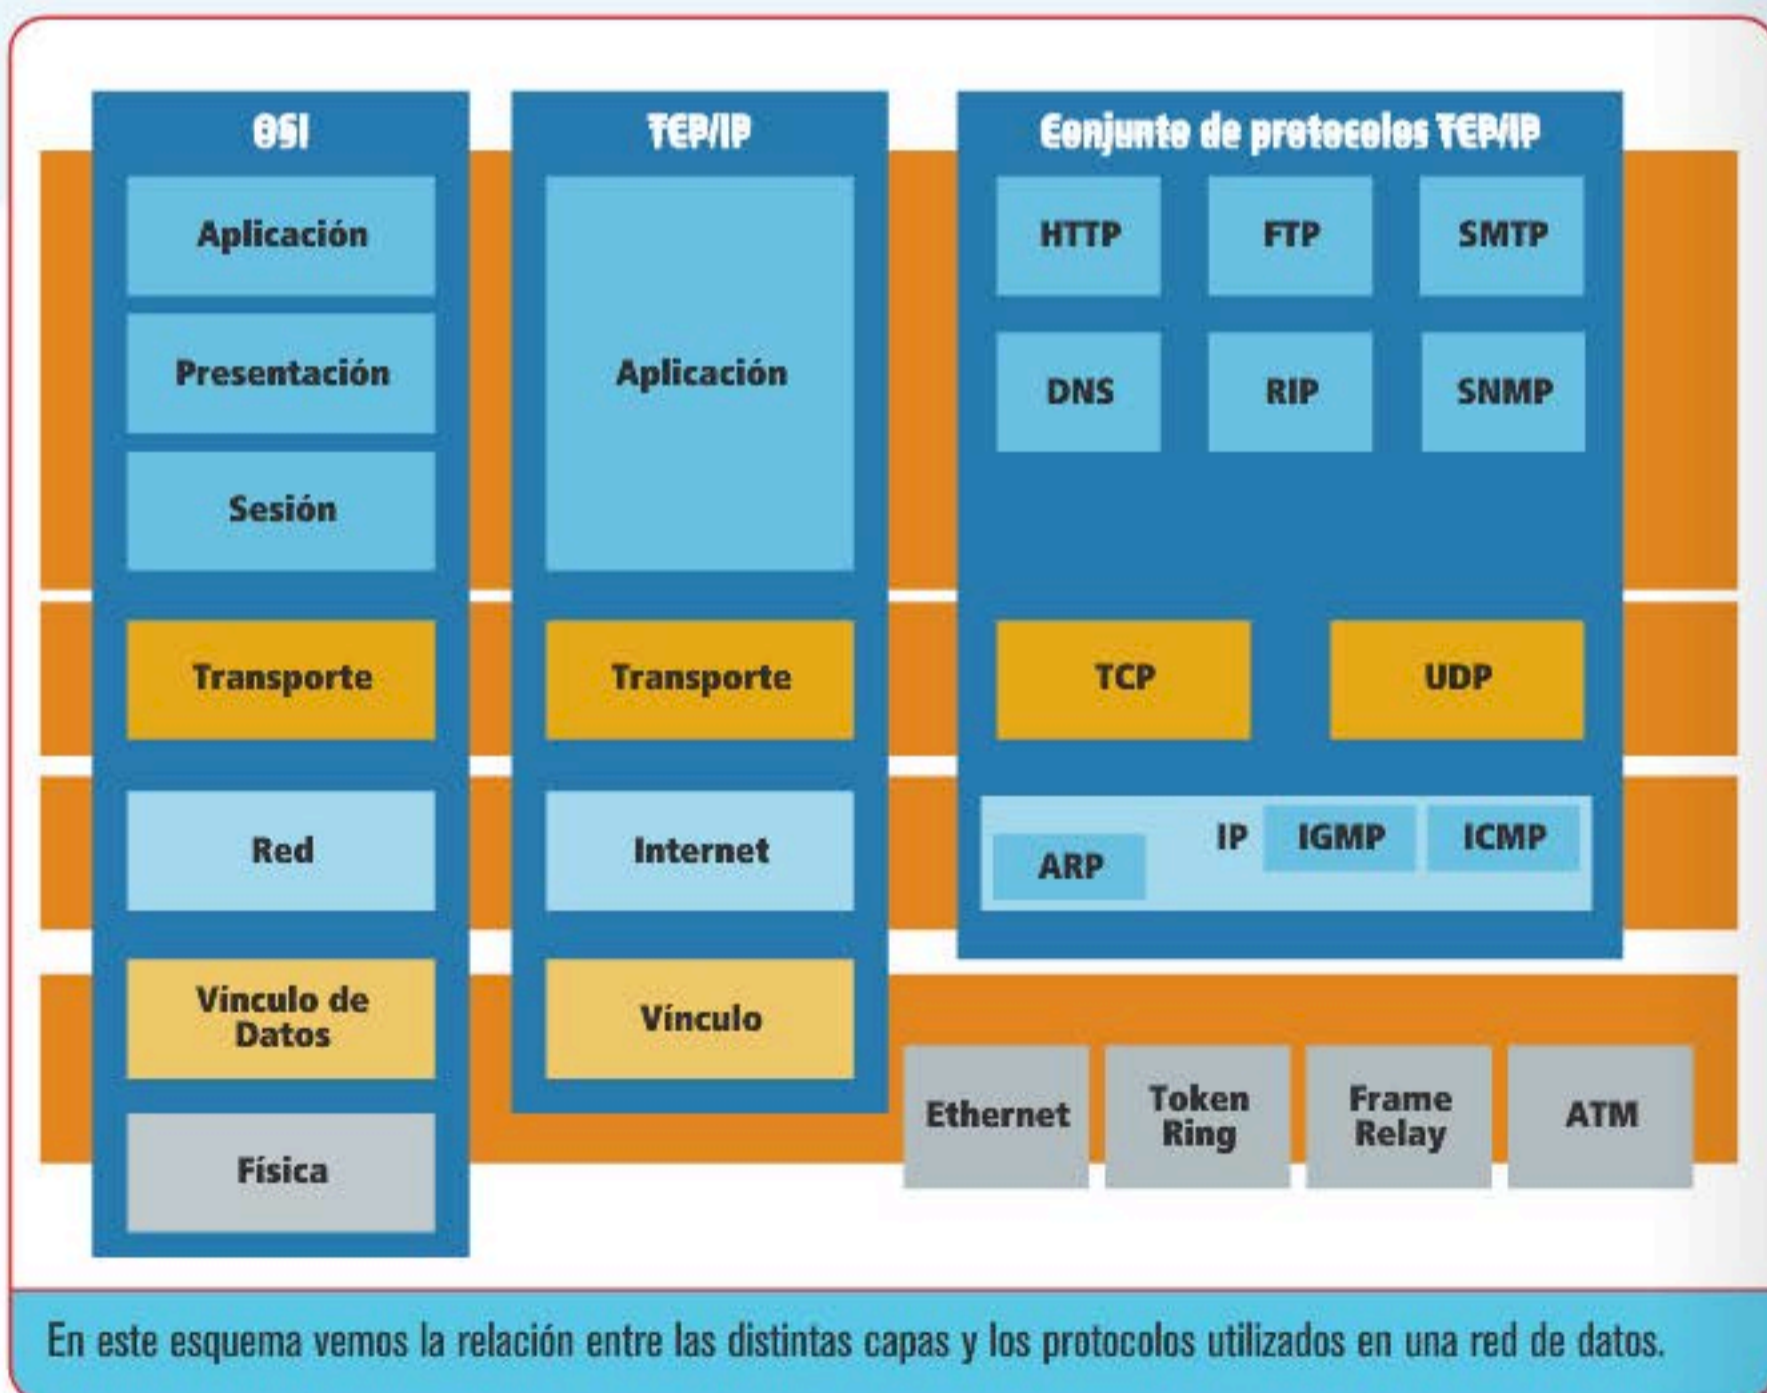 OSI
Aplicación
Presentación
Sesión
Transporte
Red
Vínculo de
Datos
Física
TCP/IP
Aplicación
Transporte
Internet
Vínculo
Conjunto de protocolos TCP/IP
HTTP
FTP
SMTP
DNS
RIP
SNMP
TCP
UDP
ARP
IP
IGMP
ICMP
Ethernet
Token
Ring
Frame
Relay
ATM
En este esquema vemos la relación entre las distintas capas y los protocolos utilizados en una red de datos.